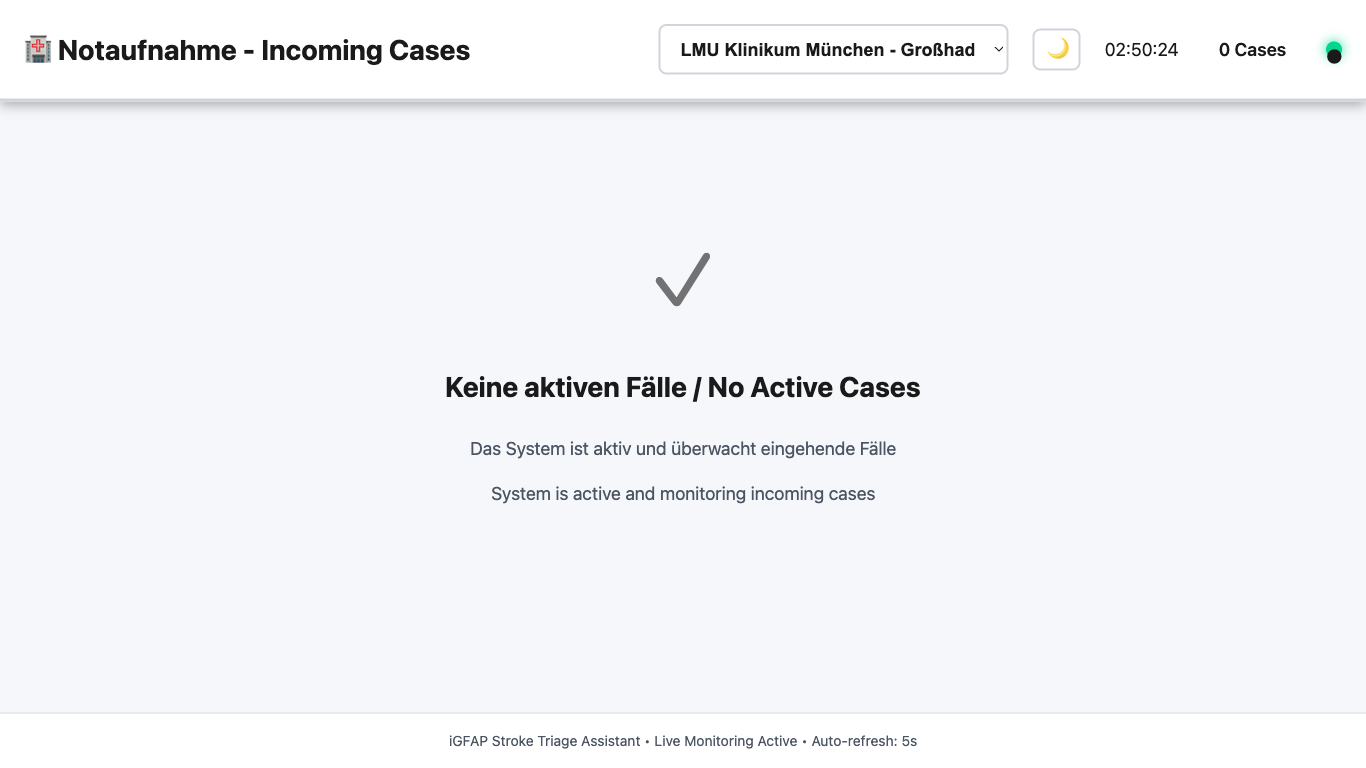 Notaufnahme - Incoming Cases
LMU Klinikum München - Großhad
02:50:24
0 Cases
Keine aktiven Fälle / No Active Cases
Das System ist aktiv und überwacht eingehende Fälle
System is active and monitoring incoming cases
iGFAP Stroke Triage Assistant • Live Monitoring Active • Auto-refresh: 5s